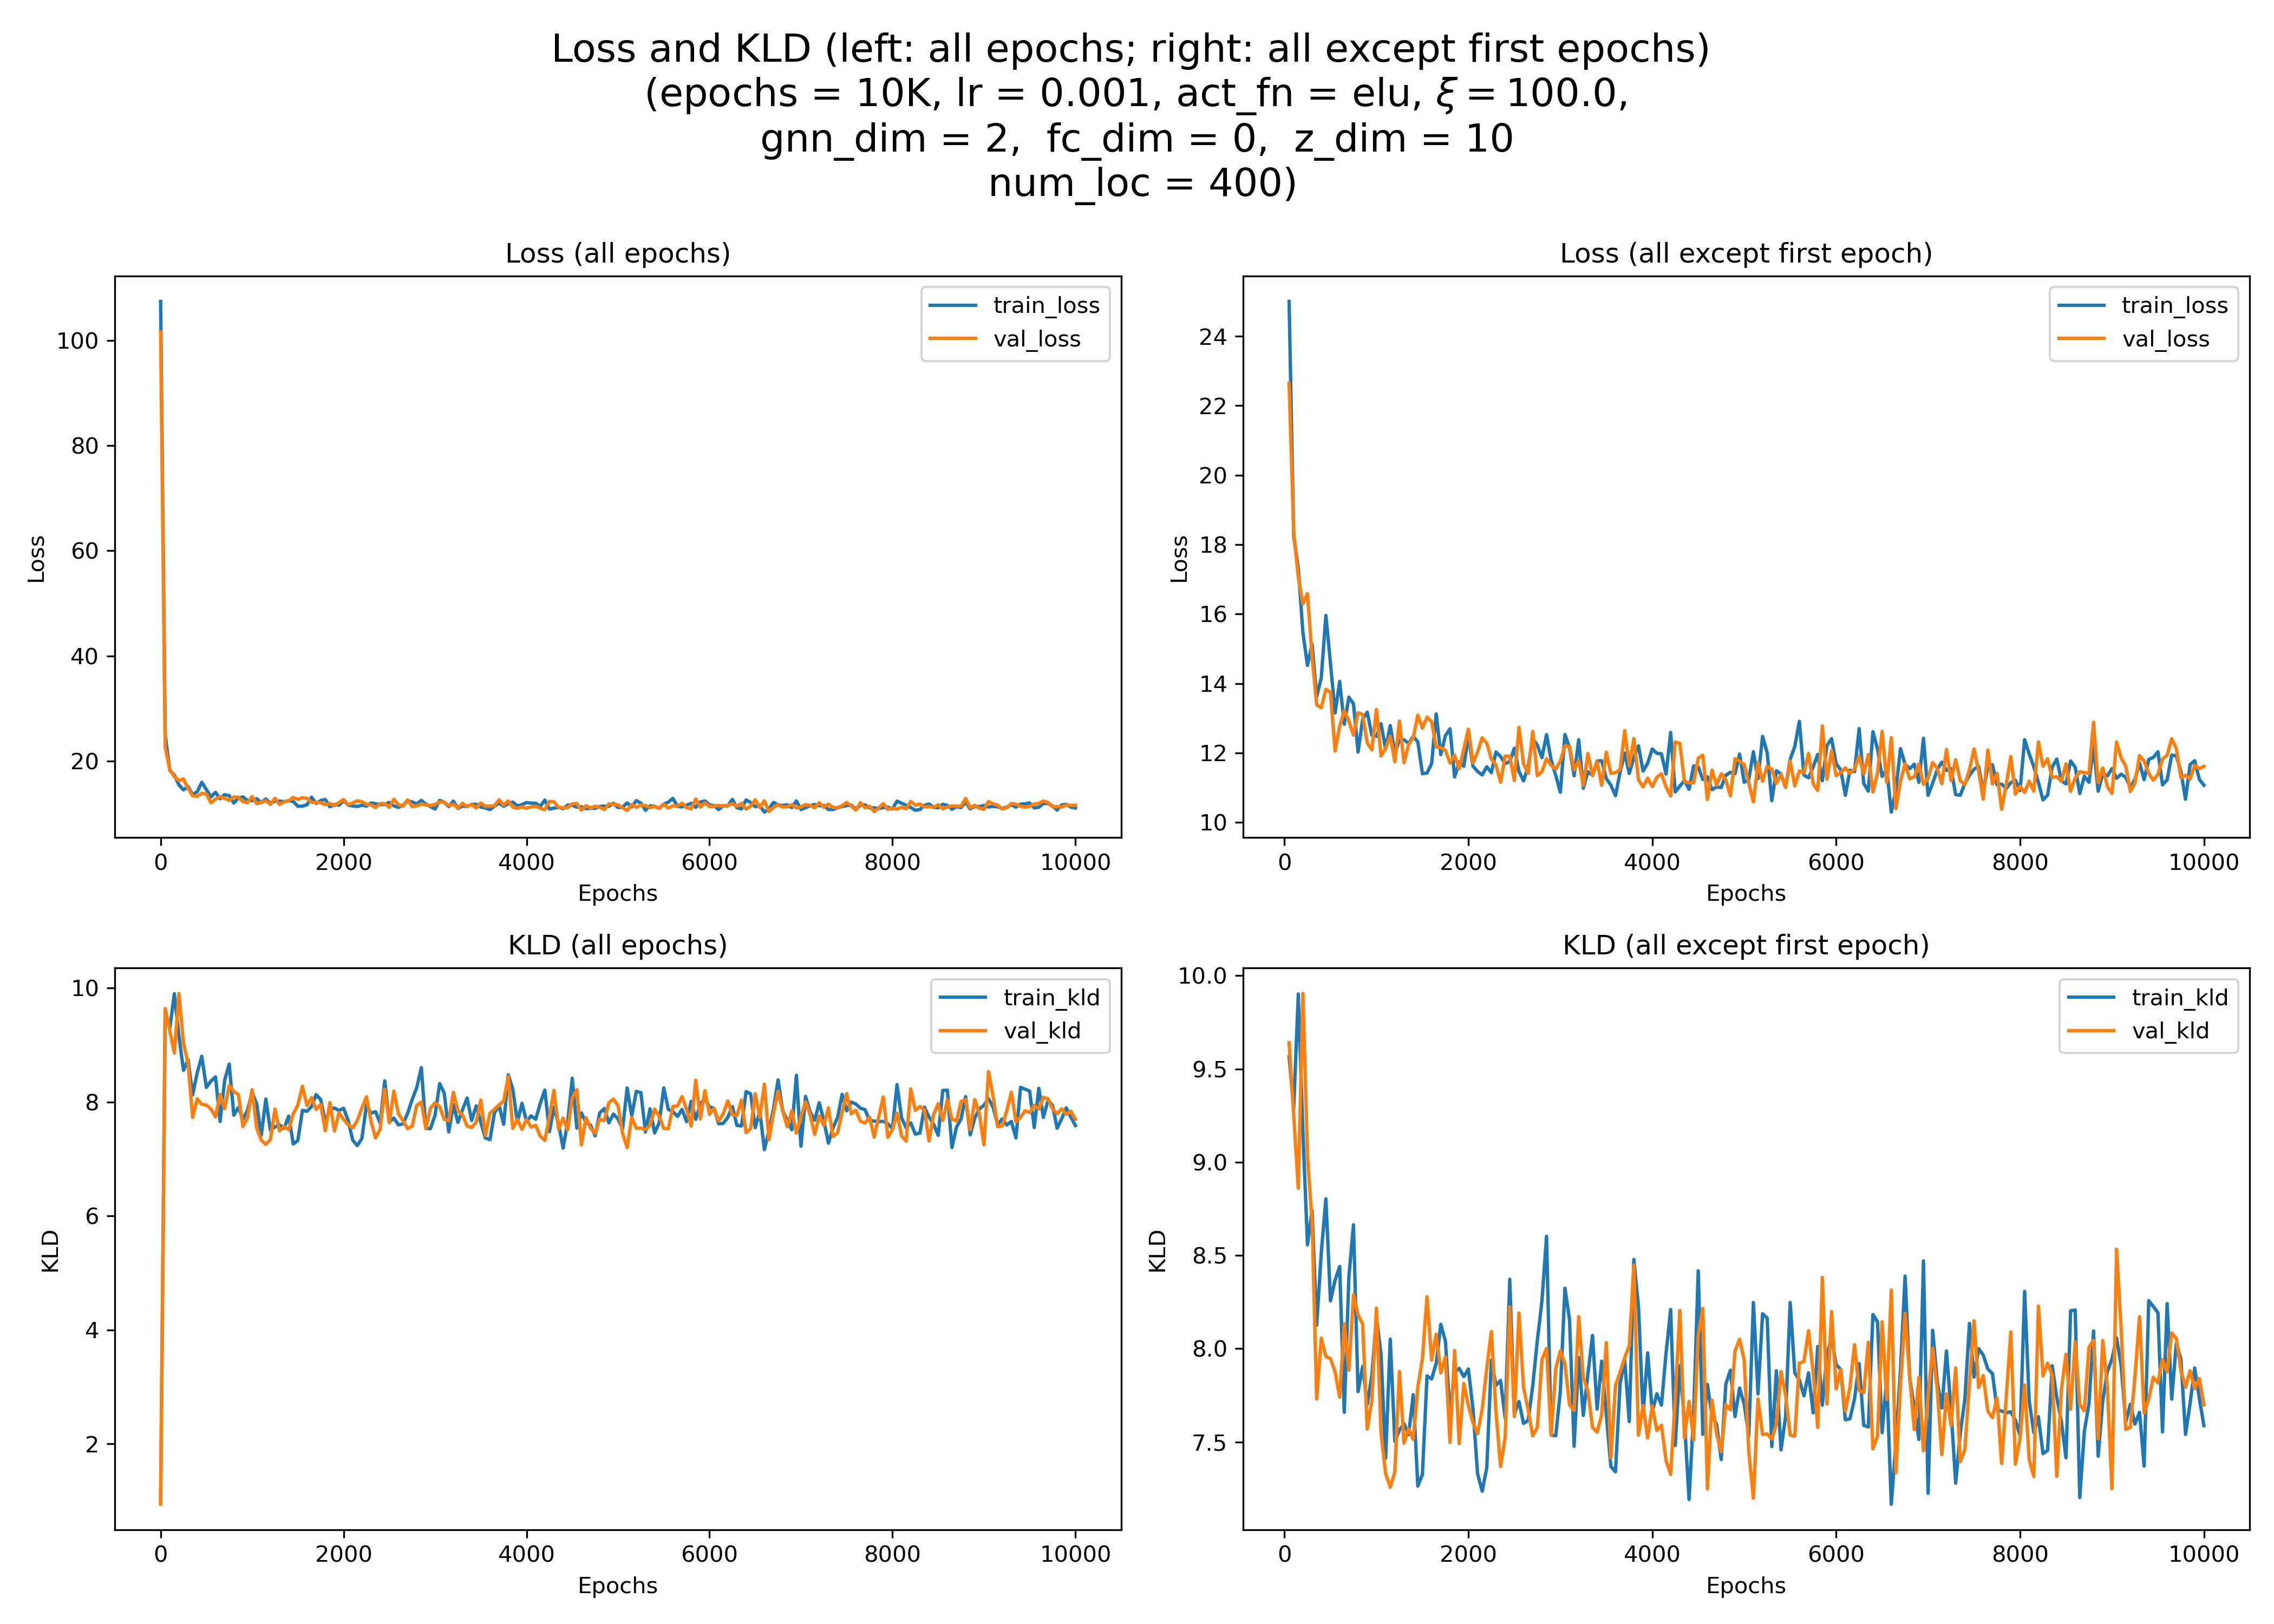 Loss and KLD (left: all epochs; right: all except first epochs)
(epochs = 10K, lr = 0.001, act_fn = elu, ξ = 100.0,
gnn_dim = 2,  fc_dim = 0,  z_dim = 10
num_loc = 400)
Loss (all epochs)
train_loss
val_loss
100
80
60
40
20
Loss
0
2000
4000
6000
8000
10000
Epochs
Loss (all except first epoch)
train_loss
val_loss
24
22
20
18
16
14
12
10
Loss
0
2000
4000
6000
8000
10000
Epochs
KLD (all epochs)
train_kld
val_kld
10
8
6
4
2
KLD
0
2000
4000
6000
8000
10000
Epochs
KLD (all except first epoch)
train_kld
val_kld
10.0
9.5
9.0
8.5
8.0
7.5
KLD
0
2000
4000
6000
8000
10000
Epochs